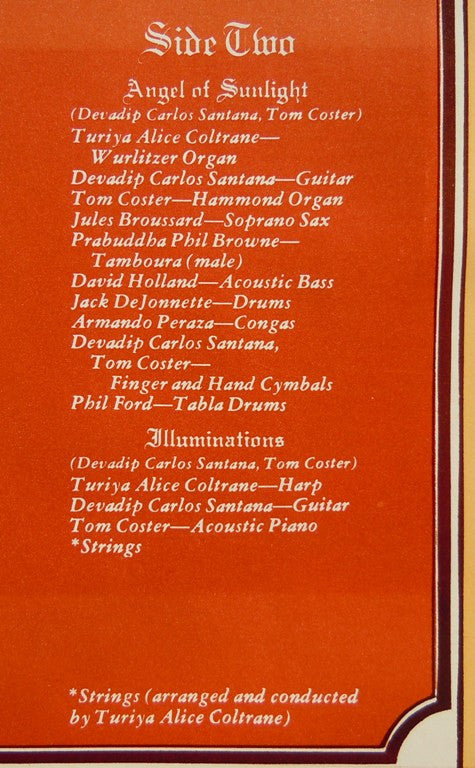 Side Two
Angel of Sunlight
(Devadip Carlos Santana, Tom Coster)
Turiya Alice Coltrane—
Wurlitzer Organ
Devadip Carlos Santana—Guitar
Tom Coster—Hammond Organ
Jules Broussard—Soprano Sax
Prabuddha Phil Browne—
Tamboura (male)
David Holland—Acoustic Bass
Jack DeJonnette—Drums
Armando Peraza—Congas
Devadip Carlos Santana,
Tom Coster—
Finger and Hand Cymbals
Phil Ford—Tabla Drums
Illuminations
(Devadip Carlos Santana, Tom Coster)
Turiya Alice Coltrane—Harp
Devadip Carlos Santana—Guitar
Tom Coster—Acoustic Piano
*Strings
*Strings (arranged and conducted
by Turiya Alice Coltrane)